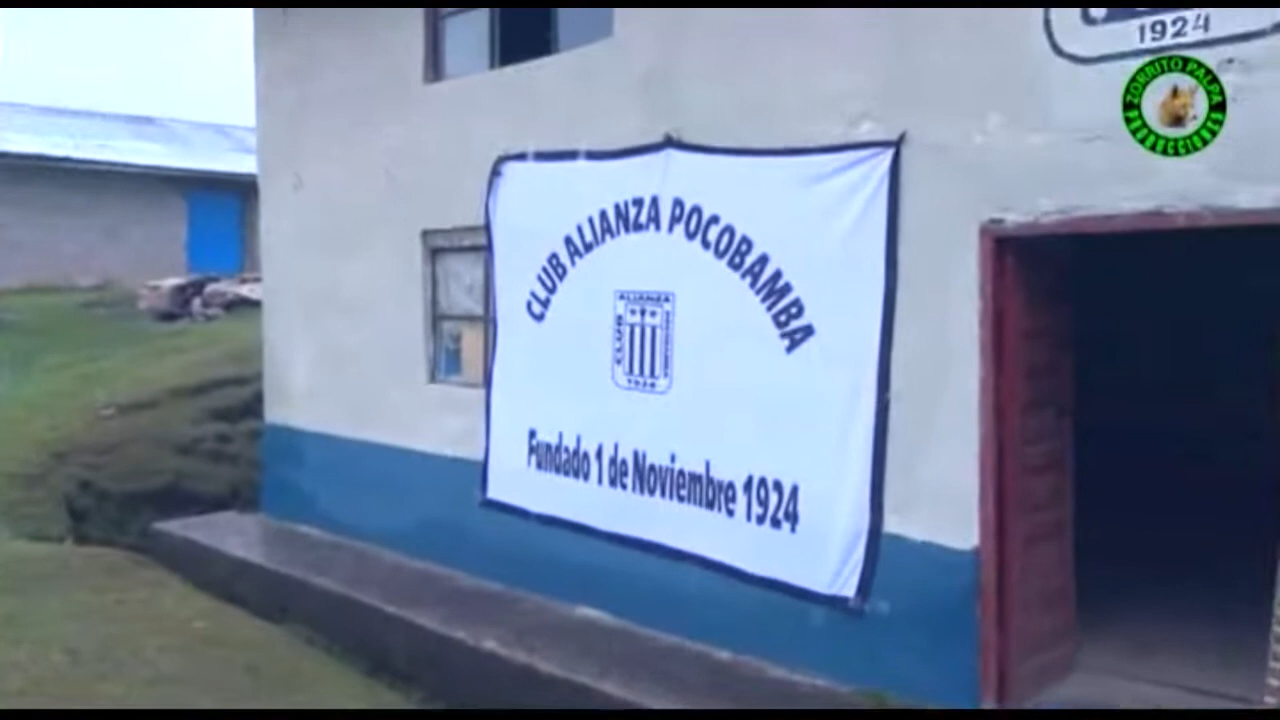 1924
ZORRITO PALPA
PRODUCCIONES
CLUB ALIANZA POCOBAMBA
ALIANZA
CLUB
1924
Fundado 1 de Noviembre 1924